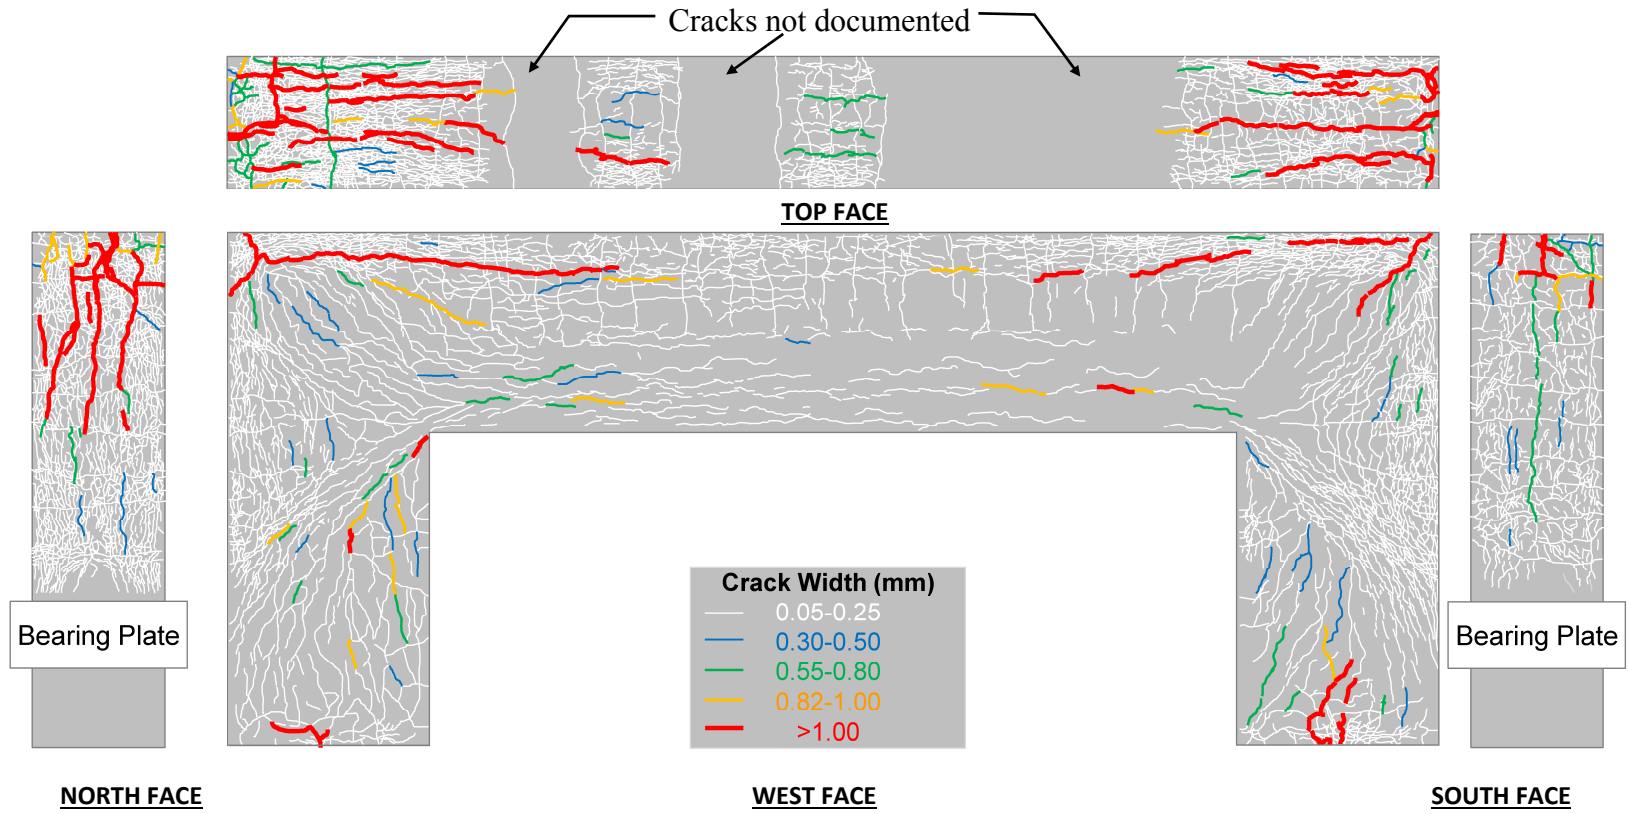 Cracks not documented
TOP FACE
Crack Width (mm)
0.05-0.25
0.30-0.50
0.55-0.80
0.82-1.00
>1.00
Bearing Plate
Bearing Plate
NORTH FACE
WEST FACE
SOUTH FACE